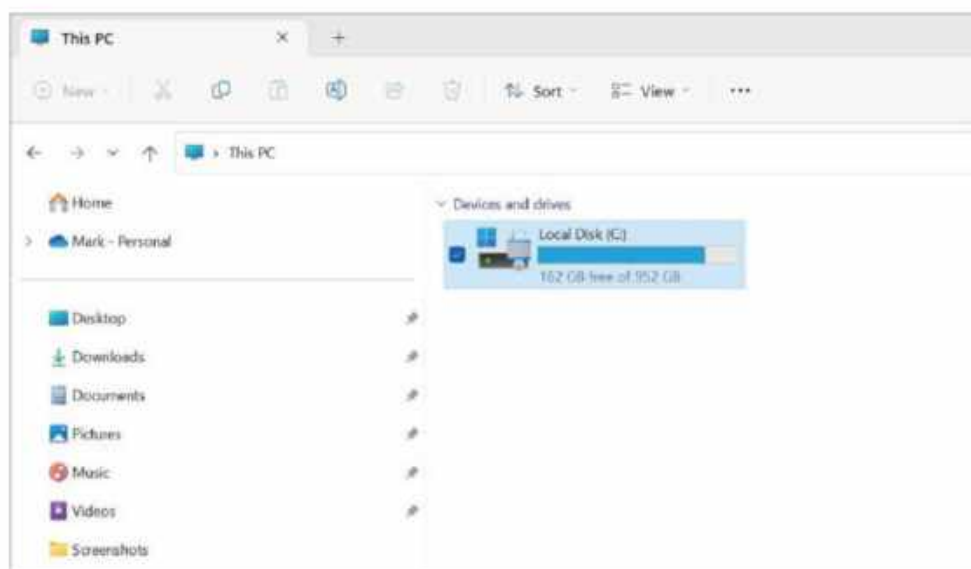 This PC
New
Sort
View
This PC
Home
Mark - Personal
Desktop
Downloads
Documents
Pictures
Music
Videos
Screenshots
Devices and drives
Local Disk (C:)
162 GB free of 952 GB